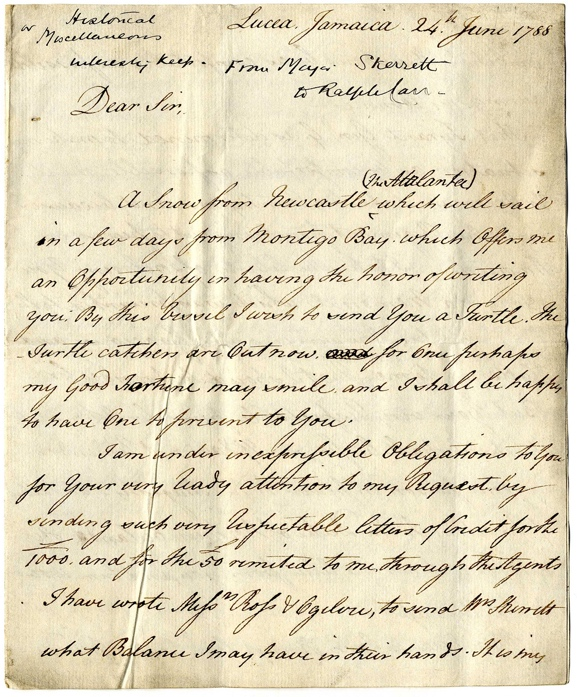 or Historical
Miscellaneous
interesting keep.
Lucea. Jamaica. 24.th June 1788
From Major Skerrett
to Ralph Carr -
Dear Sir,
(The Attalanta)
A Snow from Newcastle ^ which will sail
in a few days from Montigo Bay. which Offers me
an Opportunity in having the honor of writing
you. By this Vessel I wish to send You a Turtle. The
Turtle catchers are Out now. for One perhaps
my Good Fortune may smile. and I shall be happy
to have One to present to You.
I am under inexpressible Obligations to You
for Your very ready attention to my Request. by
sending such very respectable letters of Credit for the
1000. and for the 50 remited to me, through the Agents
I have wrote Messrs Ross & Ogilvie, to send Mrs Skerrett
what Balance I may have in their hands. It is my